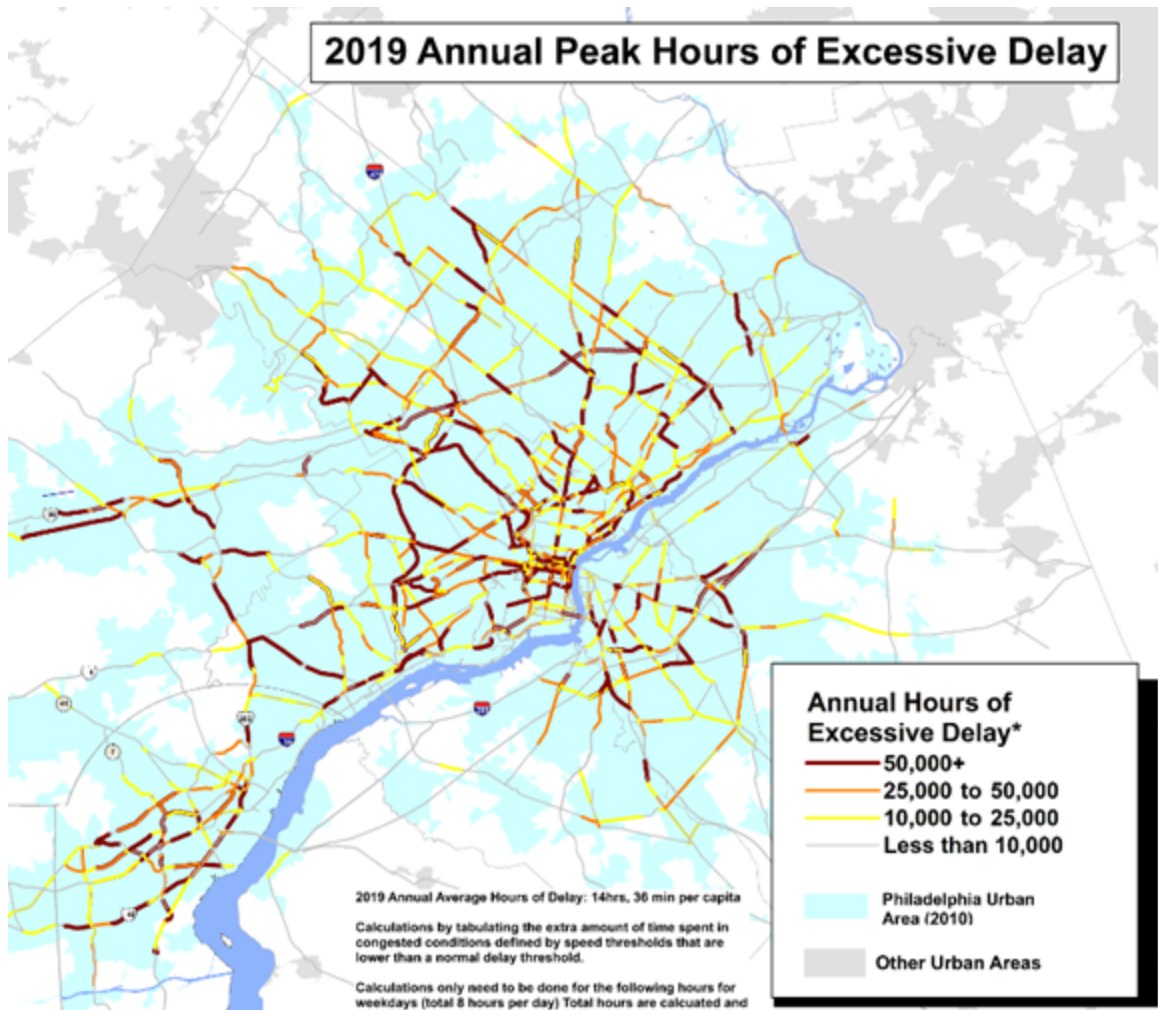 2019 Annual Peak Hours of Excessive Delay
Annual Hours of
Excessive Delay*
50,000+
25,000 to 50,000
10,000 to 25,000
Less than 10,000
Philadelphia Urban
Area (2010)
Other Urban Areas
2019 Annual Average Hours of Delay: 14hrs, 36 min per capita
Calculations by tabulating the extra amount of time spent in
congested conditions defined by speed thresholds that are
lower than a normal delay threshold.
Calculations only need to be done for the following hours for
weekdays (total 8 hours per day) Total hours are calcuated and